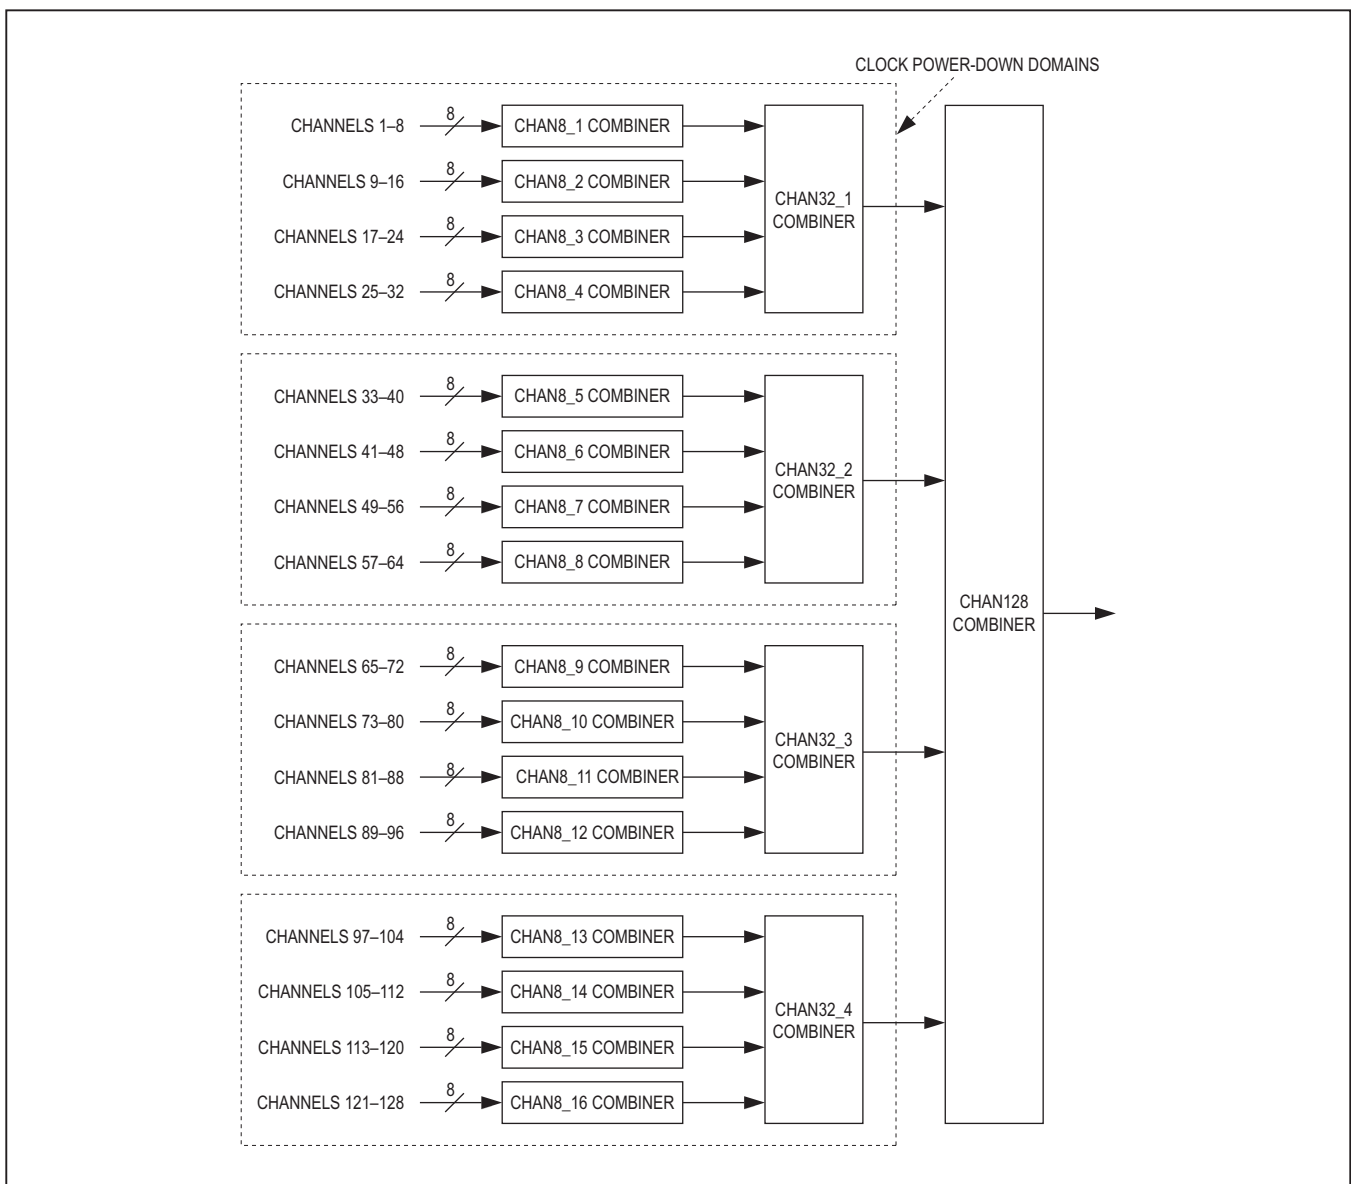 CLOCK POWER-DOWN DOMAINS
CHANNELS 1–8 8 CHAN8_1 COMBINER
CHANNELS 9–16 8 CHAN8_2 COMBINER
CHANNELS 17–24 8 CHAN8_3 COMBINER
CHANNELS 25–32 8 CHAN8_4 COMBINER
CHAN32_1
COMBINER
CHANNELS 33–40 8 CHAN8_5 COMBINER
CHANNELS 41–48 8 CHAN8_6 COMBINER
CHANNELS 49–56 8 CHAN8_7 COMBINER
CHANNELS 57–64 8 CHAN8_8 COMBINER
CHAN32_2
COMBINER
CHANNELS 65–72 8 CHAN8_9 COMBINER
CHANNELS 73–80 8 CHAN8_10 COMBINER
CHANNELS 81–88 8 CHAN8_11 COMBINER
CHANNELS 89–96 8 CHAN8_12 COMBINER
CHAN32_3
COMBINER
CHANNELS 97–104 8 CHAN8_13 COMBINER
CHANNELS 105–112 8 CHAN8_14 COMBINER
CHANNELS 113–120 8 CHAN8_15 COMBINER
CHANNELS 121–128 8 CHAN8_16 COMBINER
CHAN32_4
COMBINER
CHAN128
COMBINER